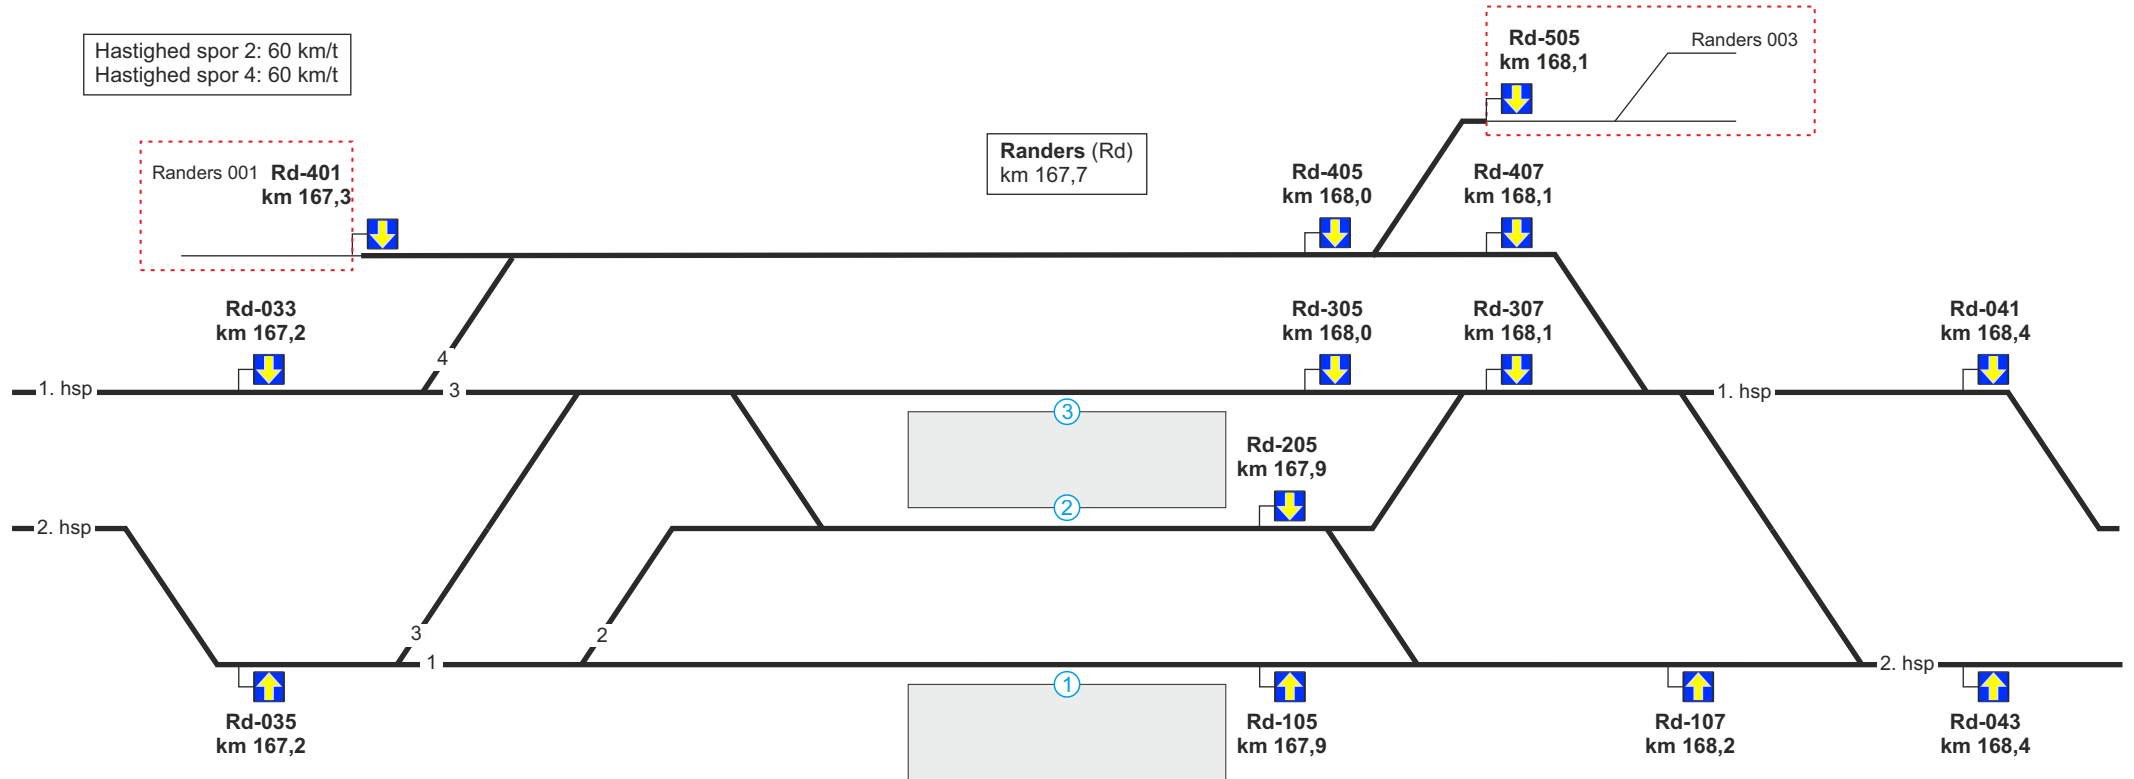 Hastighed spor 2: 60 km/t
Hastighed spor 4: 60 km/t
Rd-505
km 168,1
Randers 003
Randers (Rd)
km 167,7
Randers 001
Rd-401
km 167,3
Rd-405
km 168,0
Rd-407
km 168,1
Rd-033
km 167,2
Rd-305
km 168,0
Rd-307
km 168,1
Rd-041
km 168,4
4
1. hsp
3
1. hsp
3
Rd-205
km 167,9
2
2. hsp
3
2
1
2. hsp
1
Rd-035
km 167,2
Rd-105
km 167,9
Rd-107
km 168,2
Rd-043
km 168,4